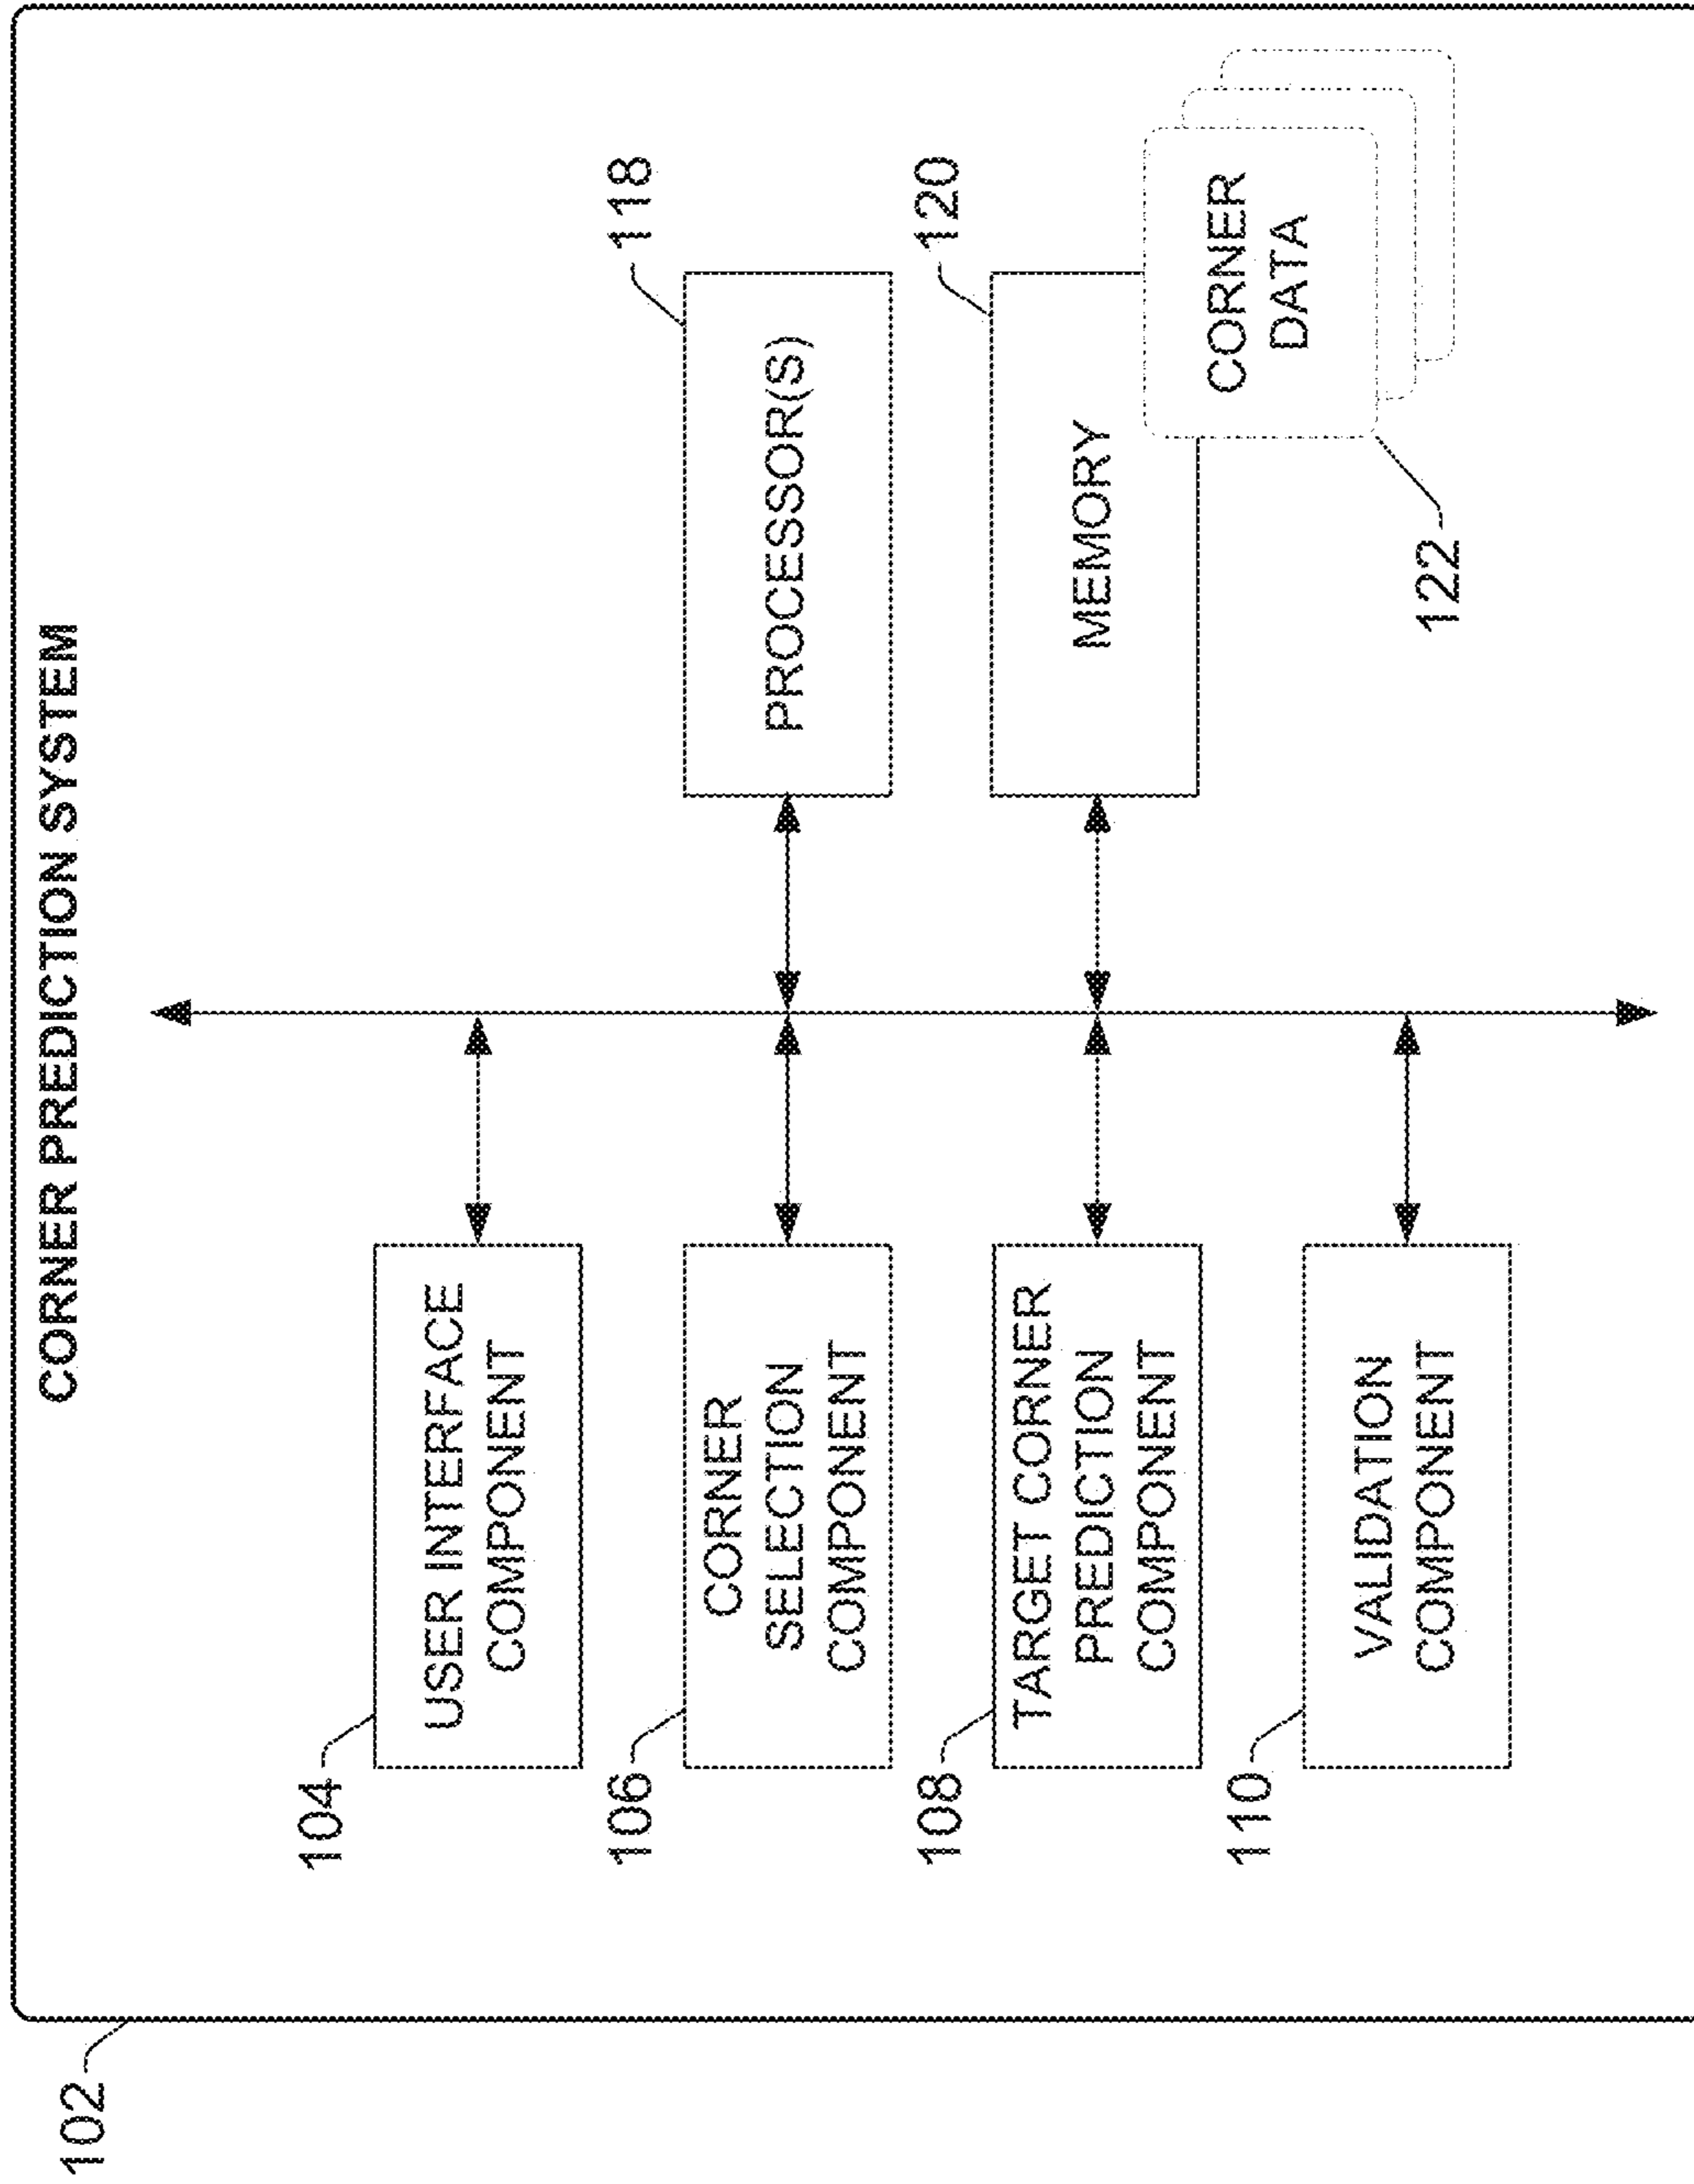 102
CORNER PREDICTION SYSTEM
104
USER INTERFACE
COMPONENT
106
CORNER
SELECTION
COMPONENT
108
TARGET CORNER
PREDICTION
COMPONENT
110
VALIDATION
COMPONENT
118
PROCESSOR(S)
120
MEMORY
CORNER
DATA
122